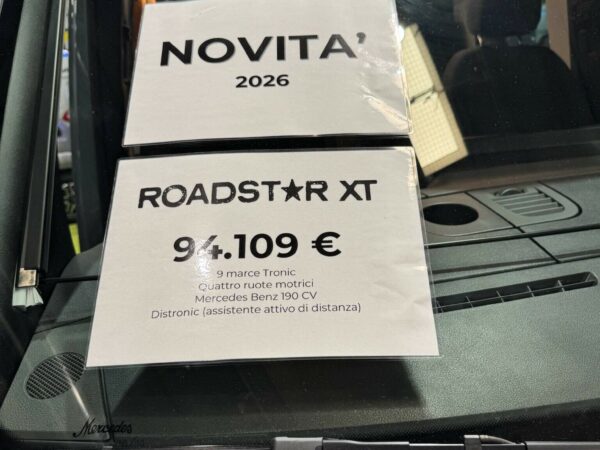 NOVITA'
2026
ROADST★R XT
94.109 €
9 marce Tronic
Quattro ruote motrici
Mercedes Benz 190 CV
Distronic (assistente attivo di distanza)
Mercedes